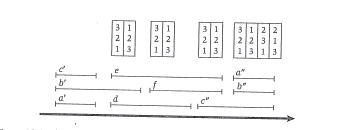 3 1 3 1 3 1 3 1 2 2
2 2 2 2 2 2 2 2 3 1
1 3 1 3 1 3 1 3 1 3
c' e a"
b' f b"
a' d c"